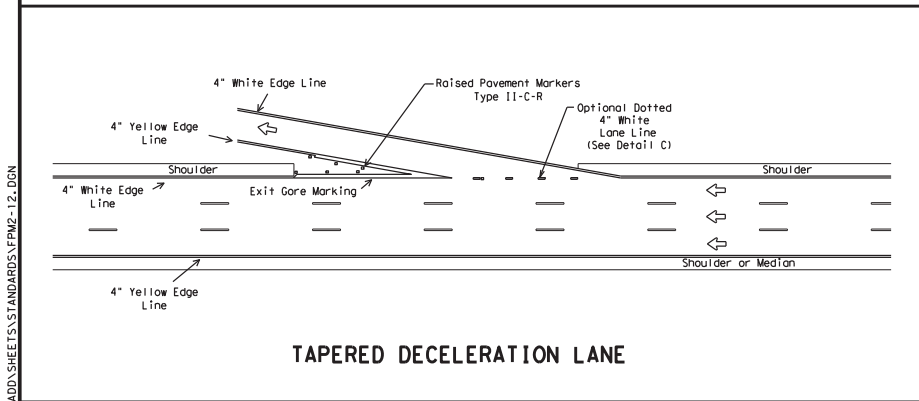 4" White Edge Line
Raised Pavement Markers
Type II-C-R
Optional Dotted
4" White
Lane Line
(See Detail C)
4" Yellow Edge
Line
Shoulder
Shoulder
4" White Edge
Line
Exit Gore Marking
Shoulder or Median
4" Yellow Edge
Line
TAPERED DECELERATION LANE
ADD\SHEETS\STANDARDS\FPM2-12.DGN